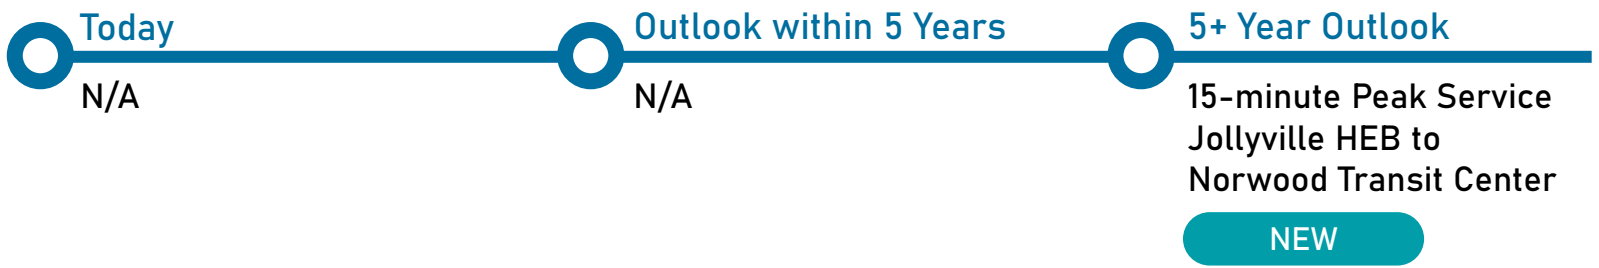 Today
N/A
Outlook within 5 Years
N/A
5+ Year Outlook
15-minute Peak Service
Jollyville HEB to
Norwood Transit Center
NEW